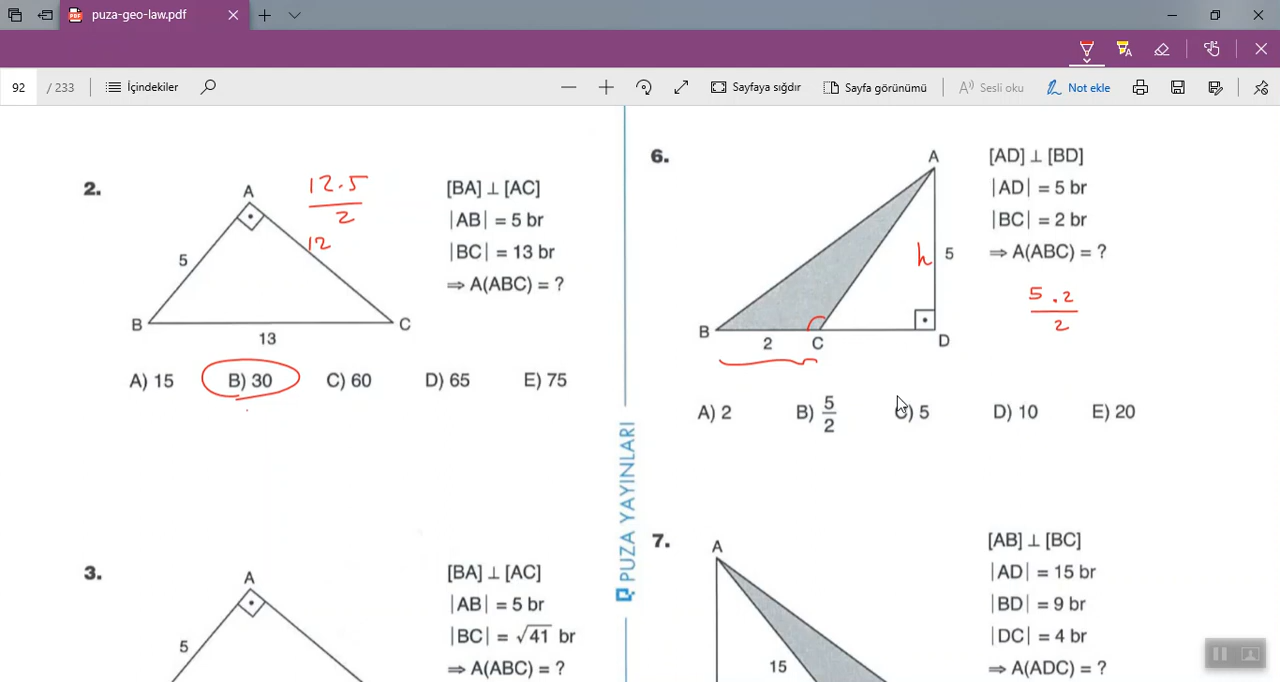 puza-geo-law.pdf
92 / 233
İçindekiler
Sayfaya sığdır
Sayfa görünümü
Sesli oku
Not ekle
2.
A
12.5
2
12
5
B
13
C
[BA] ⊥ [AC]
|AB| = 5 br
|BC| = 13 br
⇒ A(ABC) = ?
A) 15 B) 30 C) 60 D) 65 E) 75
3.
A
5
[BA] ⊥ [AC]
|AB| = 5 br
|BC| = √41 br
⇒ A(ABC) = ?
PUZA YAYINLARI
6.
A
h
5
B
2
C
D
[AD] ⊥ [BD]
|AD| = 5 br
|BC| = 2 br
⇒ A(ABC) = ?
5.2
2
A) 2 B) 5/2 C) 5 D) 10 E) 20
7.
A
15
[AB] ⊥ [BC]
|AD| = 15 br
|BD| = 9 br
|DC| = 4 br
⇒ A(ADC) = ?